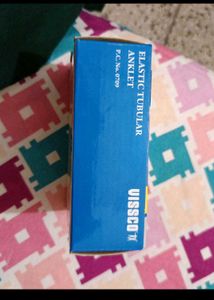 ELASTIC TUBULAR
ANKLET
P.C.No. 0709
VISSCO